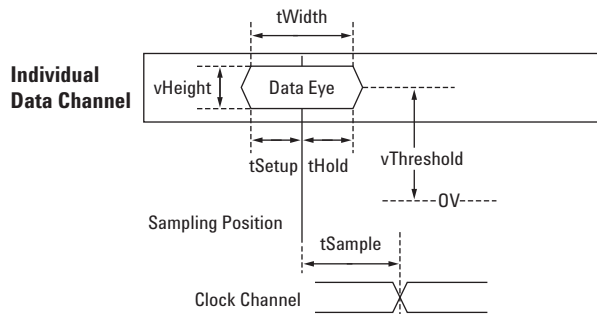 tWidth
Individual
Data Channel
vHeight
Data Eye
tSetup
tHold
vThreshold
0V
Sampling Position
tSample
Clock Channel